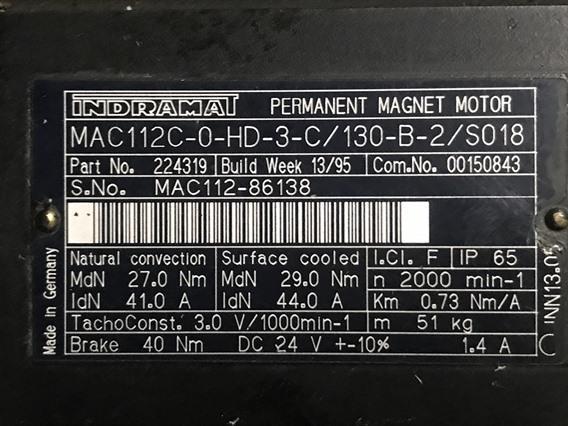 INDRAMAT PERMANENT MAGNET MOTOR
MAC112C-0-HD-3-C/130-B-2/S018
Part No. 224319 Build Week 13/95 Com.No. 00150843
S.No. MAC112-86138
Natural convection Surface cooled I.Cl. F IP 65
MdN 27.0 Nm MdN 29.0 Nm n 2000 min-1
IdN 41.0 A IdN 44.0 A Km 0.73 Nm/A
TachoConst. 3.0 V/1000min-1 m 51 kg
Brake 40 Nm DC 24 V +-10% 1.4 A
Made in Germany